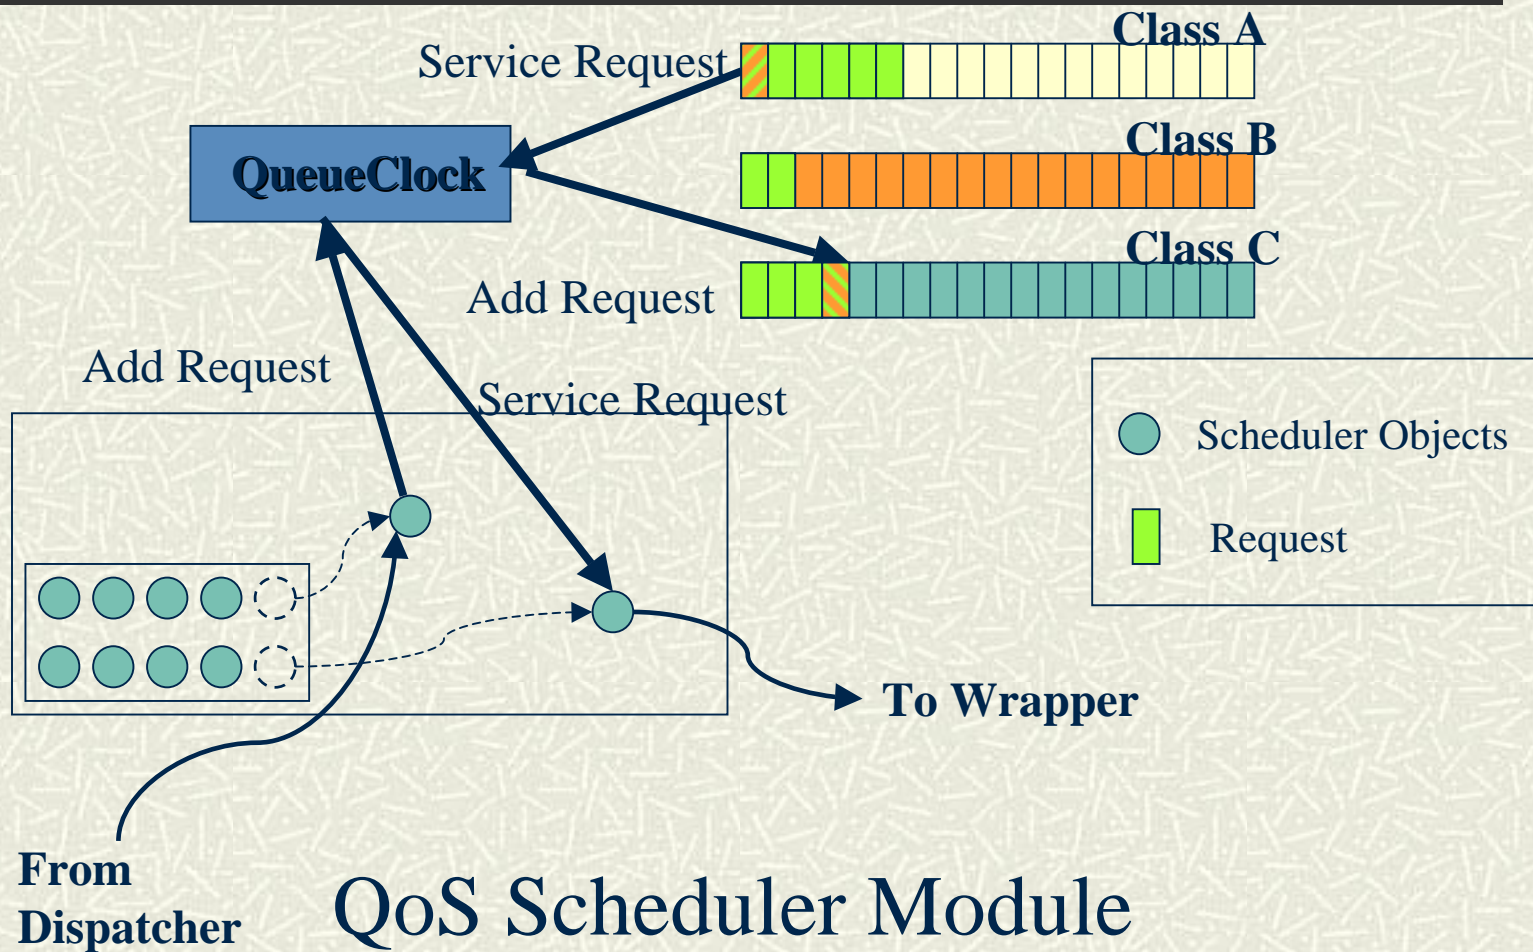 Class A
Service Request
Class B
QueueClock
Class C
Add Request
Add Request
Service Request
Scheduler Objects
Request
To Wrapper
From
Dispatcher
QoS Scheduler Module